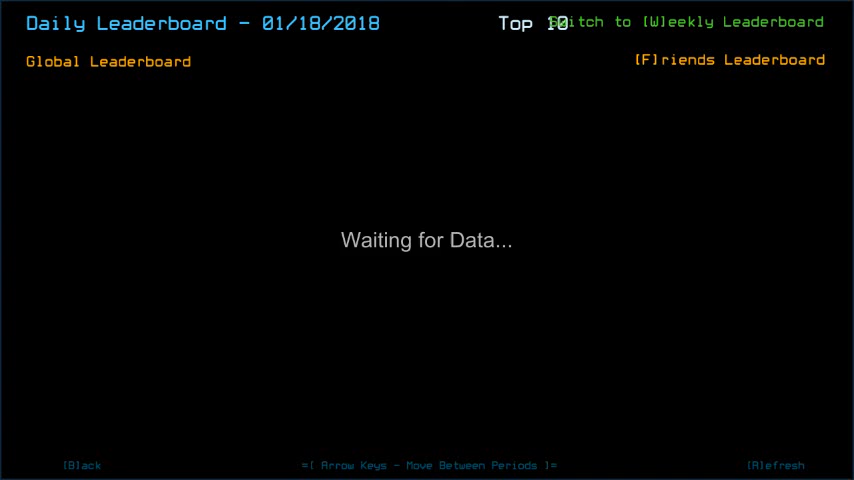 Daily Leaderboard - 01/18/2018
Top 10
Switch to [W]eekly Leaderboard
Global Leaderboard
[F]riends Leaderboard
Waiting for Data...
[B]ack
=[ Arrow Keys - Move Between Periods ]=
[R]efresh